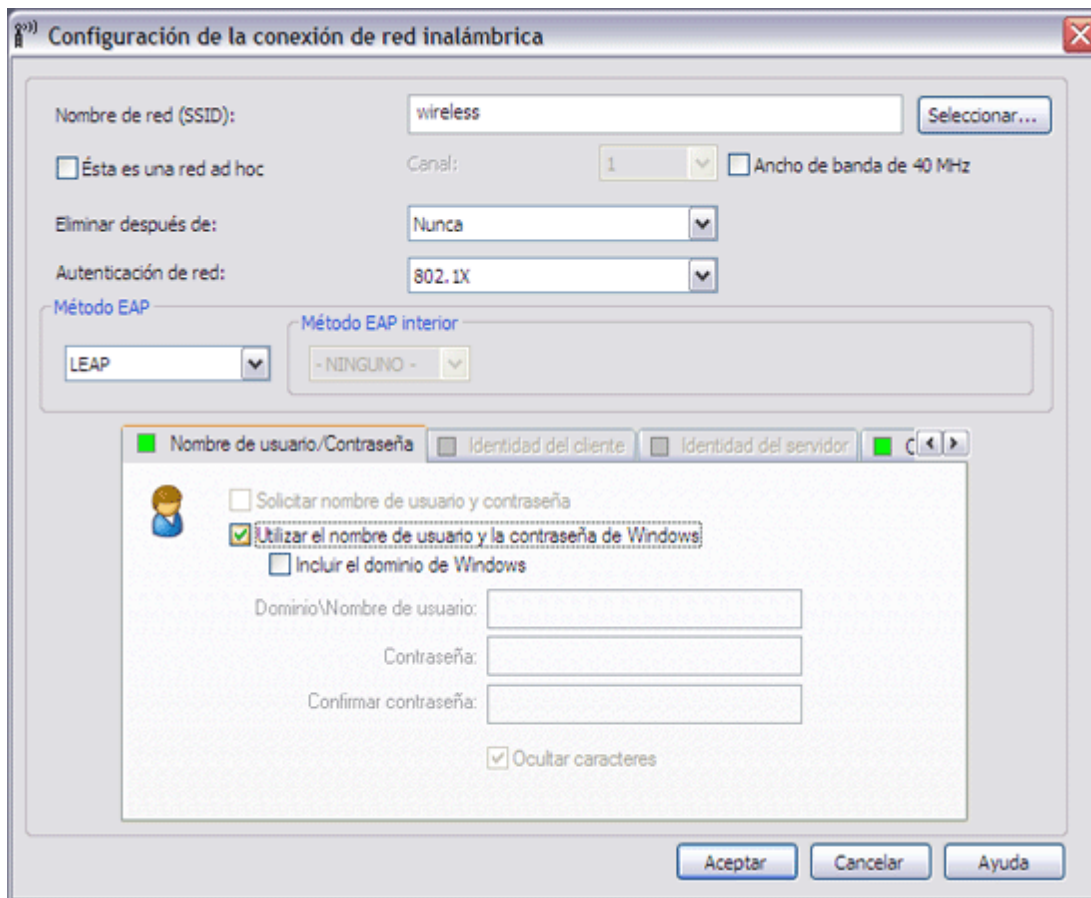 Configuración de la conexión de red inalámbrica
Nombre de red (SSID): wireless Seleccionar...
Ésta es una red ad hoc Canal: 1 Ancho de banda de 40 MHz
Eliminar después de: Nunca
Autenticación de red: 802.1X
Método EAP
Método EAP interior
LEAP - NINGUNO -
Nombre de usuario/Contraseña Identidad del cliente Identidad del servidor
Solicitar nombre de usuario y contraseña
Utilizar el nombre de usuario y la contraseña de Windows
Incluir el dominio de Windows
Dominio\Nombre de usuario:
Contraseña:
Confirmar contraseña:
Ocultar caracteres
Aceptar Cancelar Ayuda